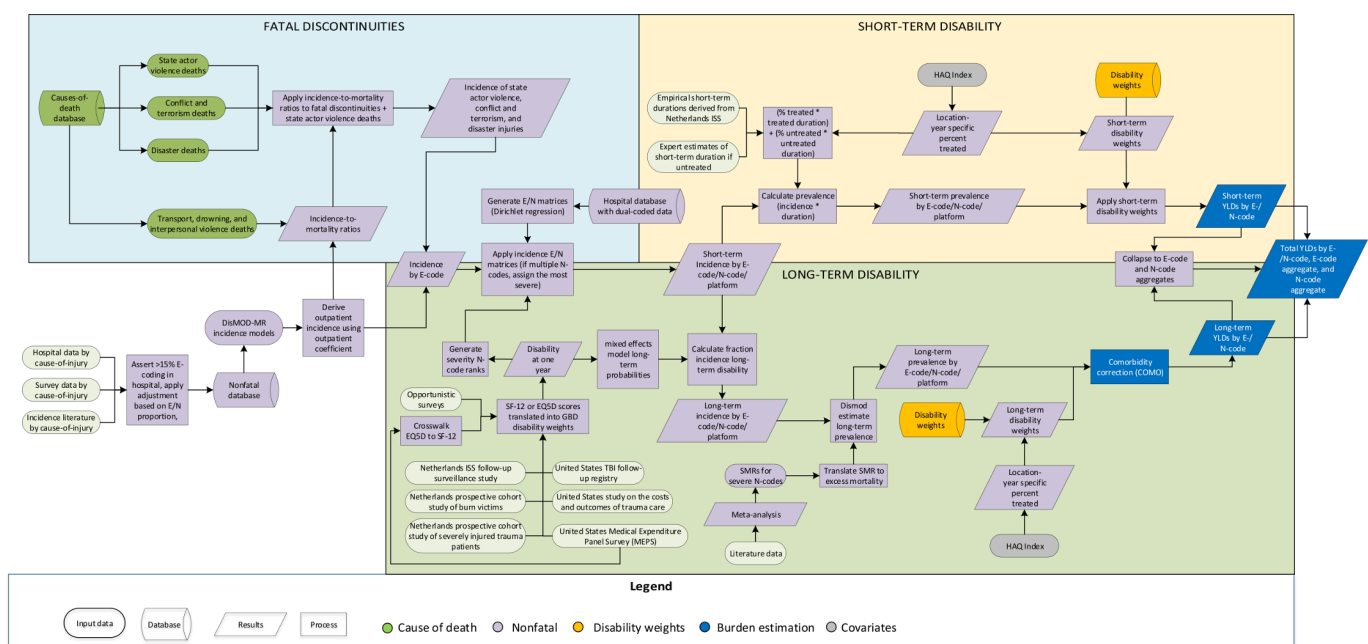 FATAL DISCONTINUITIES
State actor
violence deaths
Causes-of-
death-
database
Conflict and
terrorism deaths
Disaster deaths
Apply incidence-to-mortality
ratios to fatal discontinuities +
state actor violence deaths
Incidence of state
actor violence,
conflict and
terrorism, and
disaster injuries
Transport, drowning, and
interpersonal violence deaths
Incidence-to-
mortality ratios
Generate E/N matrices
(Dirichlet regression)
Hospital database
with dual-coded data
SHORT-TERM DISABILITY
HAQ Index
Disability
weights
Empirical short-term
durations derived from
Netherlands ISS
Expert estimates of
short-term duration if
untreated
(% treated *
treated duration)
+ (% untreated *
untreated
duration)
Location-
year specific
percent
treated
Short-term
disability
weights
Calculate prevalence
(incidence *
duration)
Short-term prevalence
by E-code/N-code/
platform
Apply short-term
disability weights
Short-term
YLDs by E-/
N-code
Incidence
by E-code
Apply incidence E/N
matrices (if multiple N-
codes, assign the most
severe)
Short-term
Incidence by E-
code/N-code/
platform
LONG-TERM DISABILITY
Collapse to E-code
and N-code
aggregates
Total YLDs by E-
/N-code, E-code
aggregate, and
N-code
aggregate
Hospital data by
cause-of-injury
Survey data by
cause-of-injury
Incidence literature
by cause-of-injury
Assert >15% E-
coding in
hospital, apply
adjustment
based on E/N
proportion,
DisMOD-MR
incidence models
Nonfatal
database
Derive
outpatient
incidence using
outpatient
coefficient
Generate
severity N-
code ranks
Disability
at one
year
mixed effects
model long-
term
probabilities
Calculate fraction
incidence long-
term disability
Long-term
prevalence by
E-code/N-code/
platform
Comorbidity
correction (COMO)
Long-term
YLDs by E-/
N-code
Opportunistic
surveys
Crosswalk
EQ5D to SF-12
SF-12 or EQ5D scores
translated into GBD
disability weights
Long-term
incidence by E-
code/N-code/
platform
Dismod
estimate
long-term
prevalence
Disability
weights
Long-term
disability
weights
Netherlands ISS follow-up
surveillance study
United States TBI follow-
up registry
Netherlands prospective cohort
study of burn victims
United States study on the costs
and outcomes of trauma care
Netherlands prospective cohort
study of severely injured trauma
patients
United States Medical Expenditure
Panel Survey (MEPS)
SMRs for
severe N-codes
Translate SMR to
excess mortality
Meta-analysis
Literature data
Location-
year specific
percent
treated
HAQ Index
Legend
Input data
Database
Results
Process
Cause of death
Nonfatal
Disability weights
Burden estimation
Covariates